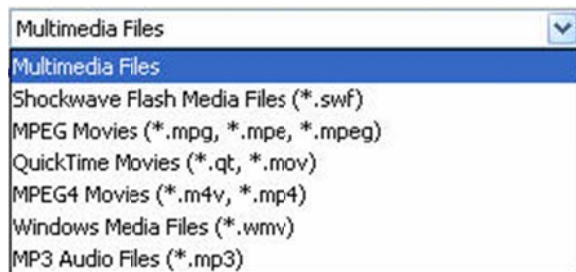 Multimedia Files
Multimedia Files
Shockwave Flash Media Files (*.swf)
MPEG Movies (*.mpg, *.mpe, *.mpeg)
QuickTime Movies (*.qt, *.mov)
MPEG4 Movies (*.m4v, *.mp4)
Windows Media Files (*.wmv)
MP3 Audio Files (*.mp3)